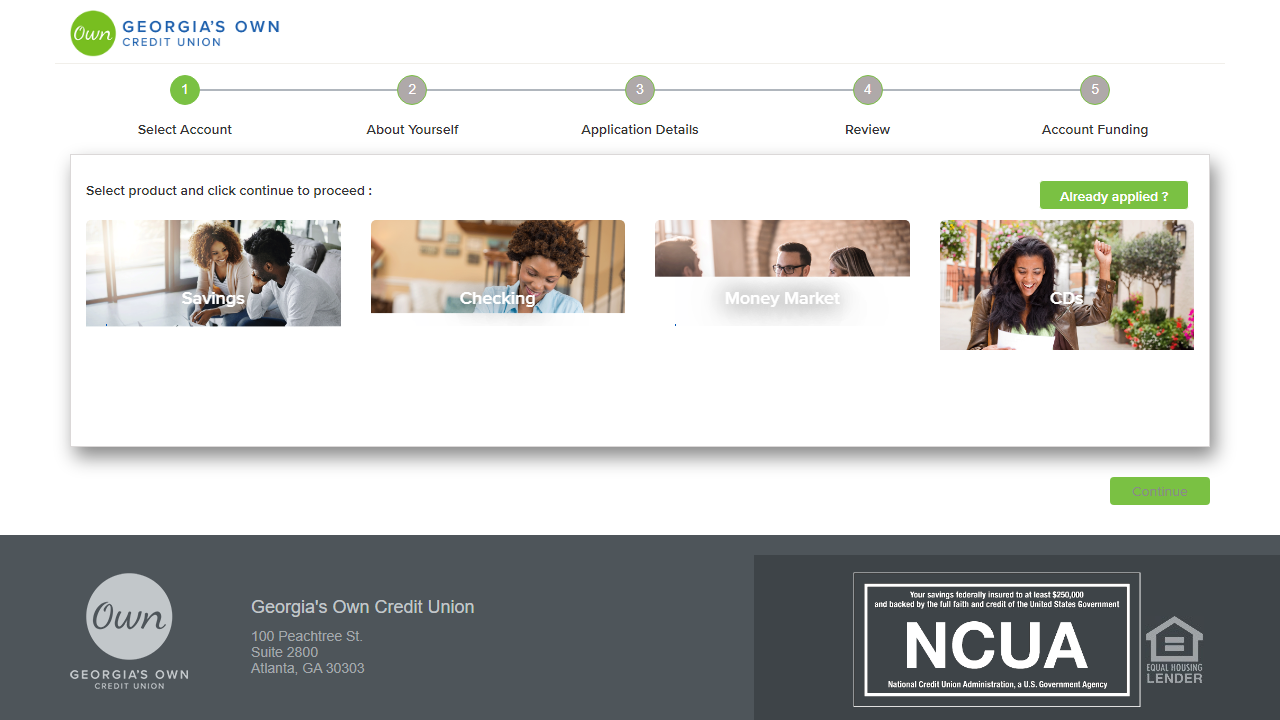 Own
GEORGIA'S OWN
CREDIT UNION
1
2
3
4
5
Select Account
About Yourself
Application Details
Review
Account Funding
Select product and click continue to proceed :
Already applied ?
Savings
Checking
Money Market
CDs
Continue
Own
GEORGIA'S OWN
CREDIT UNION
Georgia's Own Credit Union
100 Peachtree St.
Suite 2800
Atlanta, GA 30303
Your savings federally insured to at least $250,000
and backed by the full faith and credit of the United States Government
NCUA
National Credit Union Administration, a U.S. Government Agency
EQUAL HOUSING
LENDER